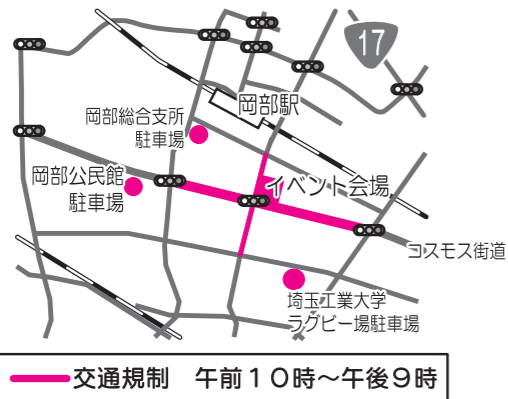 17
岡部駅
岡部総合支所
駐車場
岡部公民館
駐車場
イベント会場
コスモス街道
埼玉工業大学
ラグビー場駐車場
交通規制　午前１０時～午後９時